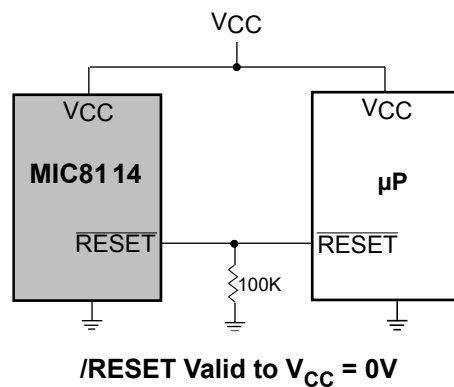 VCC
VCC
VCC
MIC8114
µP
RESET
RESET
100K
/RESET Valid to VCC = 0V